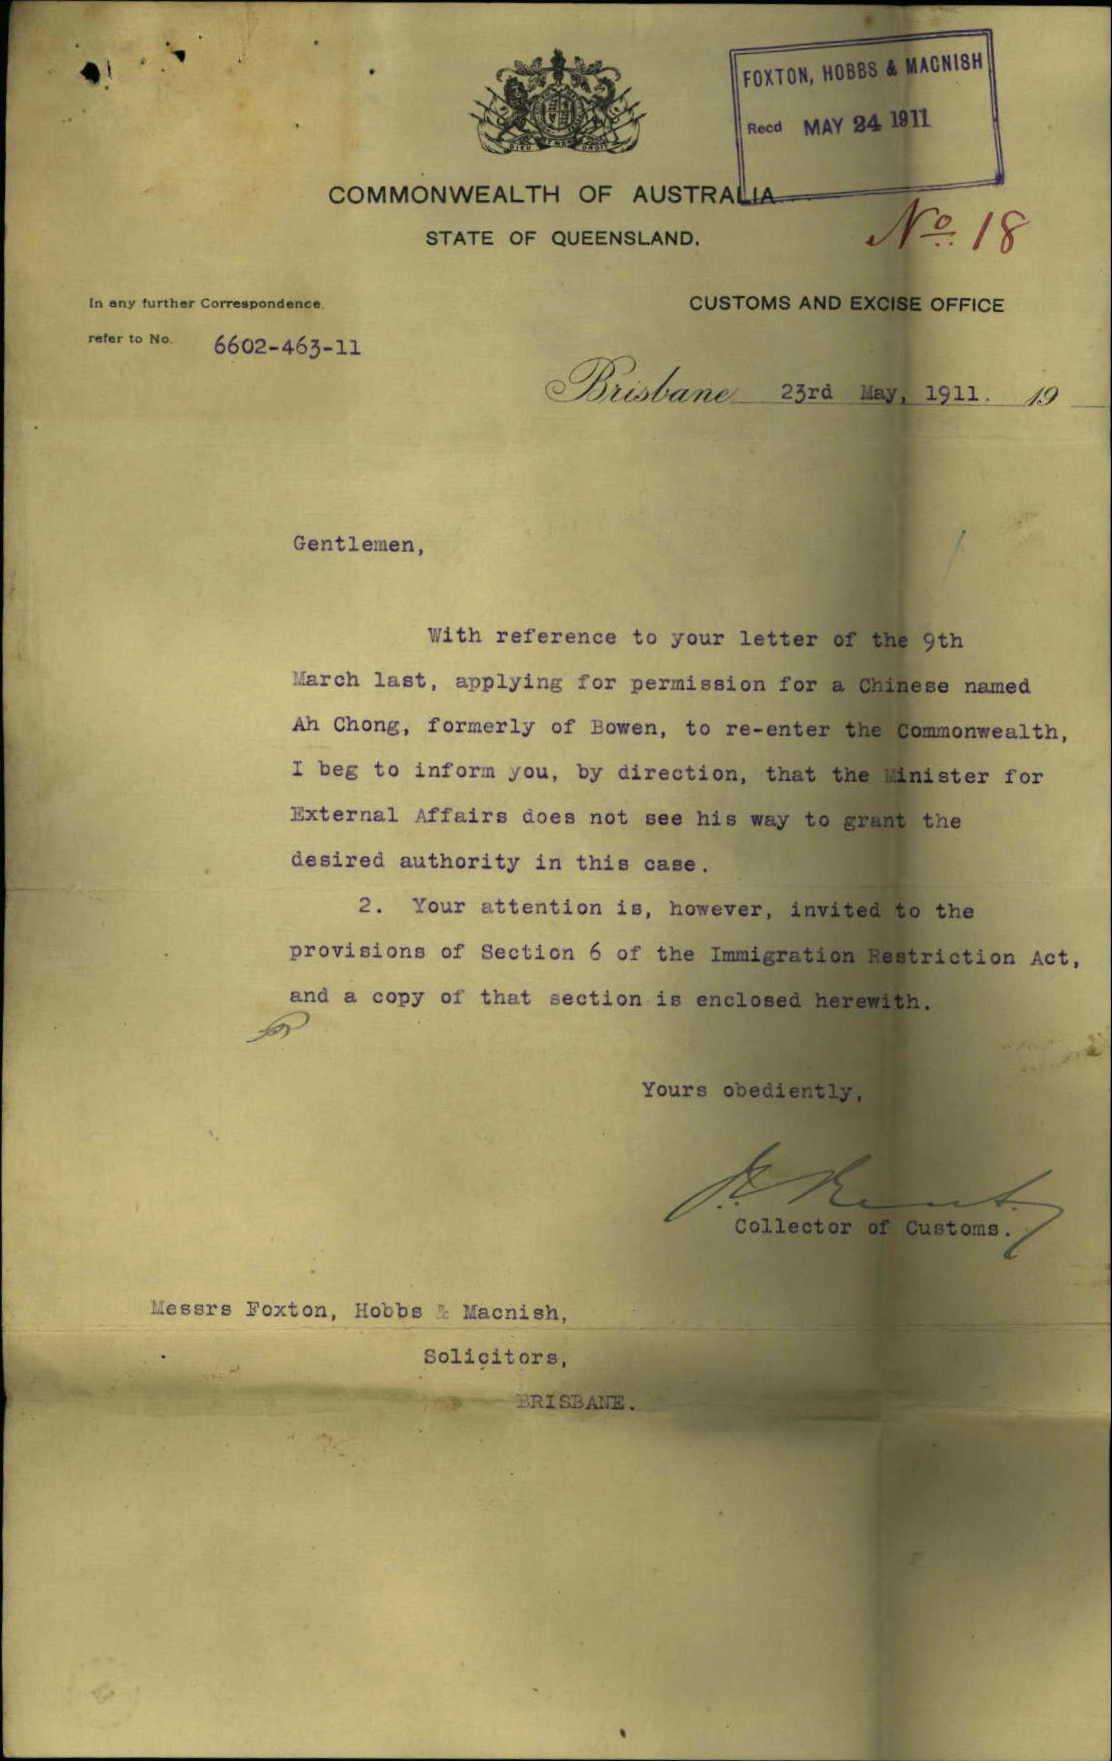 FOXTON, HOBBS & MACNISH
Recd MAY 24 1911
COMMONWEALTH OF AUSTRALIA
STATE OF QUEENSLAND.
No. 18
In any further Correspondence,
refer to No. 6602-463-11
CUSTOMS AND EXCISE OFFICE
Brisbane 23rd May, 1911. 19
Gentlemen,
With reference to your letter of the 9th
March last, applying for permission for a Chinese named
Ah Chong, formerly of Bowen, to re-enter the Commonwealth,
I beg to inform you, by direction, that the Minister for
External Affairs does not see his way to grant the
desired authority in this case.
2. Your attention is, however, invited to the
provisions of Section 6 of the Immigration Restriction Act,
and a copy of that section is enclosed herewith.
Yours obediently,
Collector of Customs.
Messrs Foxton, Hobbs & Macnish,
Solicitors,
BRISBANE.